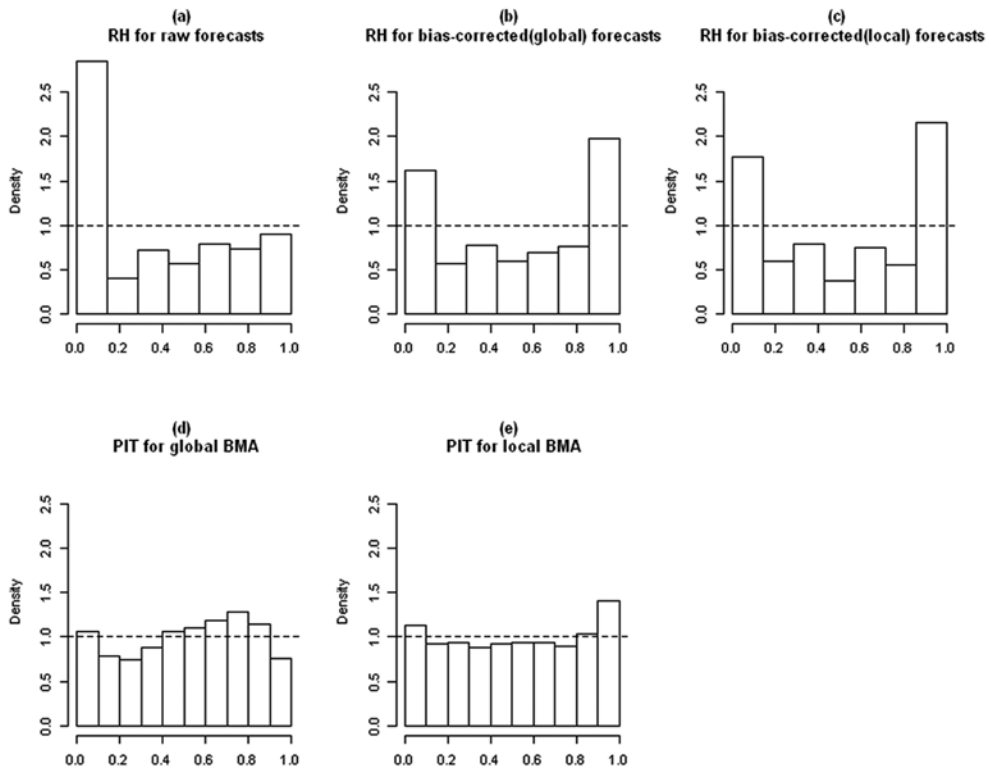 (a)
RH for raw forecasts
Density
0.0 0.5 1.0 1.5 2.0 2.5
0.0 0.2 0.4 0.6 0.8 1.0
(b)
RH for bias-corrected(global) forecasts
Density
0.0 0.5 1.0 1.5 2.0 2.5
0.0 0.2 0.4 0.6 0.8 1.0
(c)
RH for bias-corrected(local) forecasts
Density
0.0 0.5 1.0 1.5 2.0 2.5
0.0 0.2 0.4 0.6 0.8 1.0
(d)
PIT for global BMA
Density
0.0 0.5 1.0 1.5 2.0 2.5
0.0 0.2 0.4 0.6 0.8 1.0
(e)
PIT for local BMA
Density
0.0 0.5 1.0 1.5 2.0 2.5
0.0 0.2 0.4 0.6 0.8 1.0